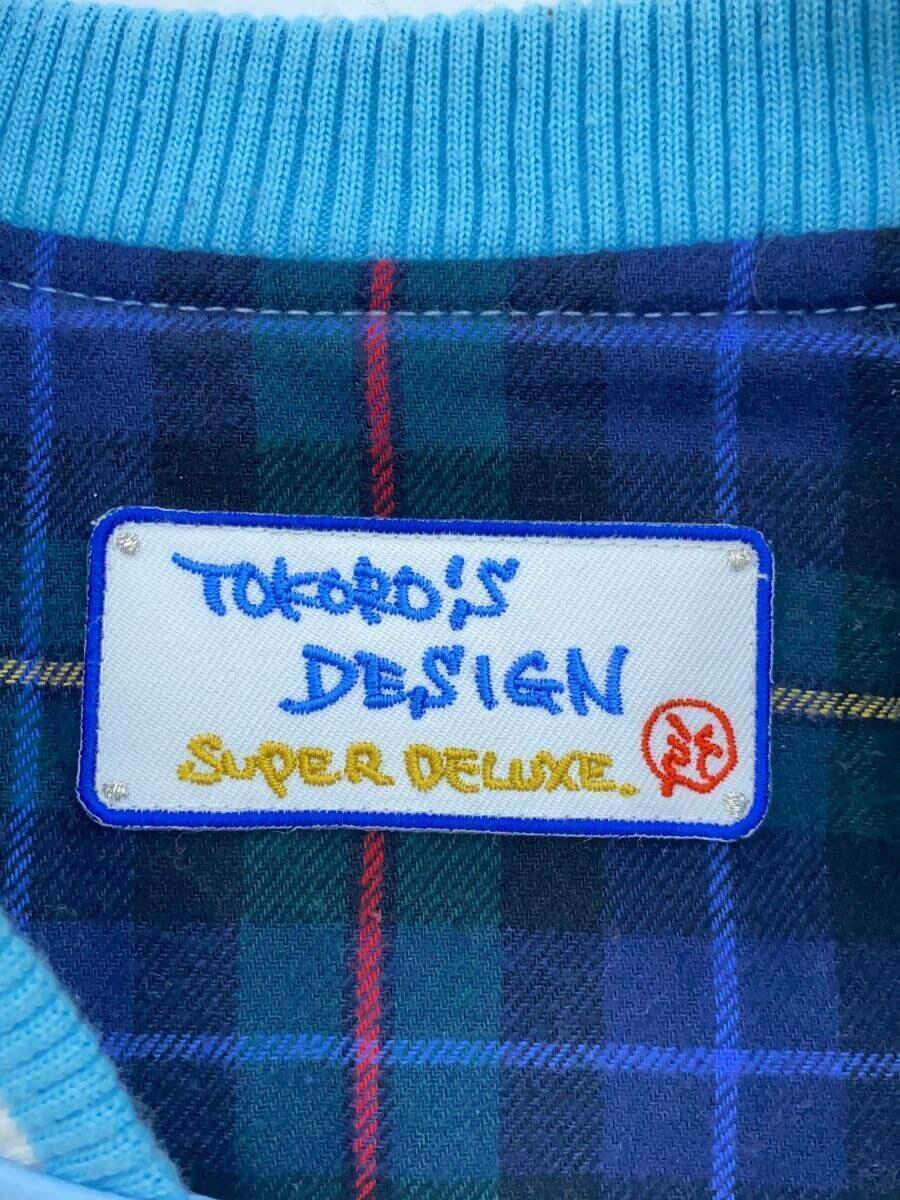 TOKORO'S
DESIGN
SUPER DELUXE.